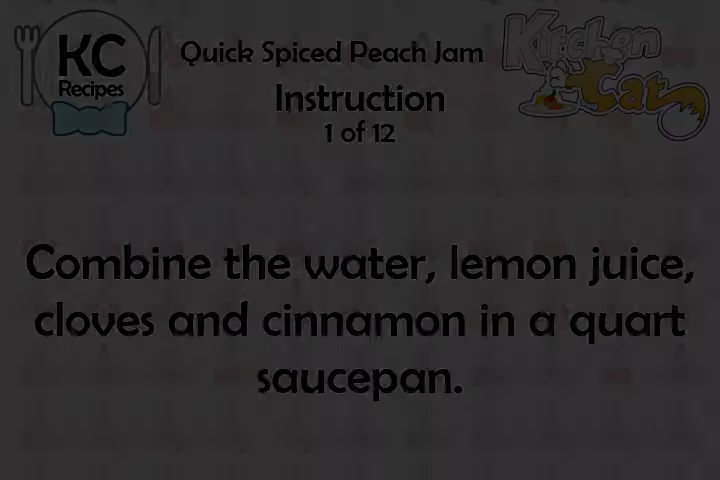 KC
Recipes
Quick Spiced Peach Jam
Kitchen
Cat
Instruction
1 of 12
Combine the water, lemon juice,
cloves and cinnamon in a quart
saucepan.